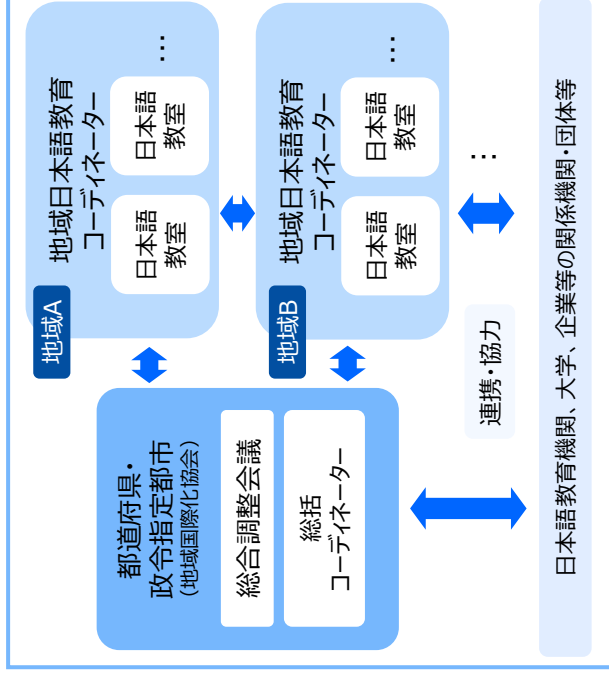 都道府県・
政令指定都市
（地域国際化協会）
総合調整会議
総括
コーディネーター
地域A
地域日本語教育
コーディネーター
日本語
教室
日本語
教室
…
地域B
地域日本語教育
コーディネーター
日本語
教室
日本語
教室
…
連携・協力
…
日本語教育機関、大学、企業等の関係機関・団体等